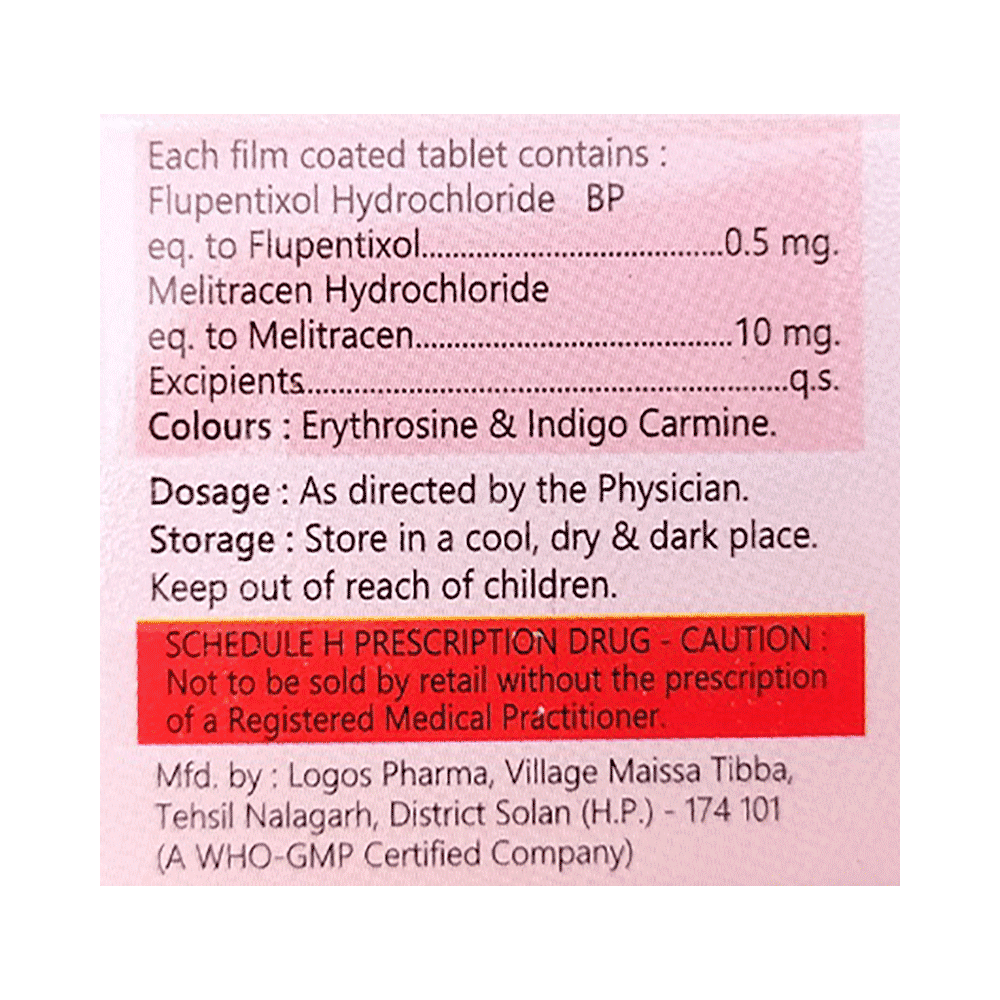 Each film coated tablet contains :
Flupentixol Hydrochloride BP
eq. to Flupentixol.......................................0.5 mg.
Melitracen Hydrochloride
eq. to Melitracen.........................................10 mg.
Excipients................................................................q.s.
Colours : Erythrosine & Indigo Carmine.
Dosage : As directed by the Physician.
Storage : Store in a cool, dry & dark place.
Keep out of reach of children.
SCHEDULE H PRESCRIPTION DRUG - CAUTION :
Not to be sold by retail without the prescription
of a Registered Medical Practitioner.
Mfd. by : Logos Pharma, Village Maissa Tibba,
Tehsil Nalagarh, District Solan (H.P.) - 174 101
(A WHO-GMP Certified Company)